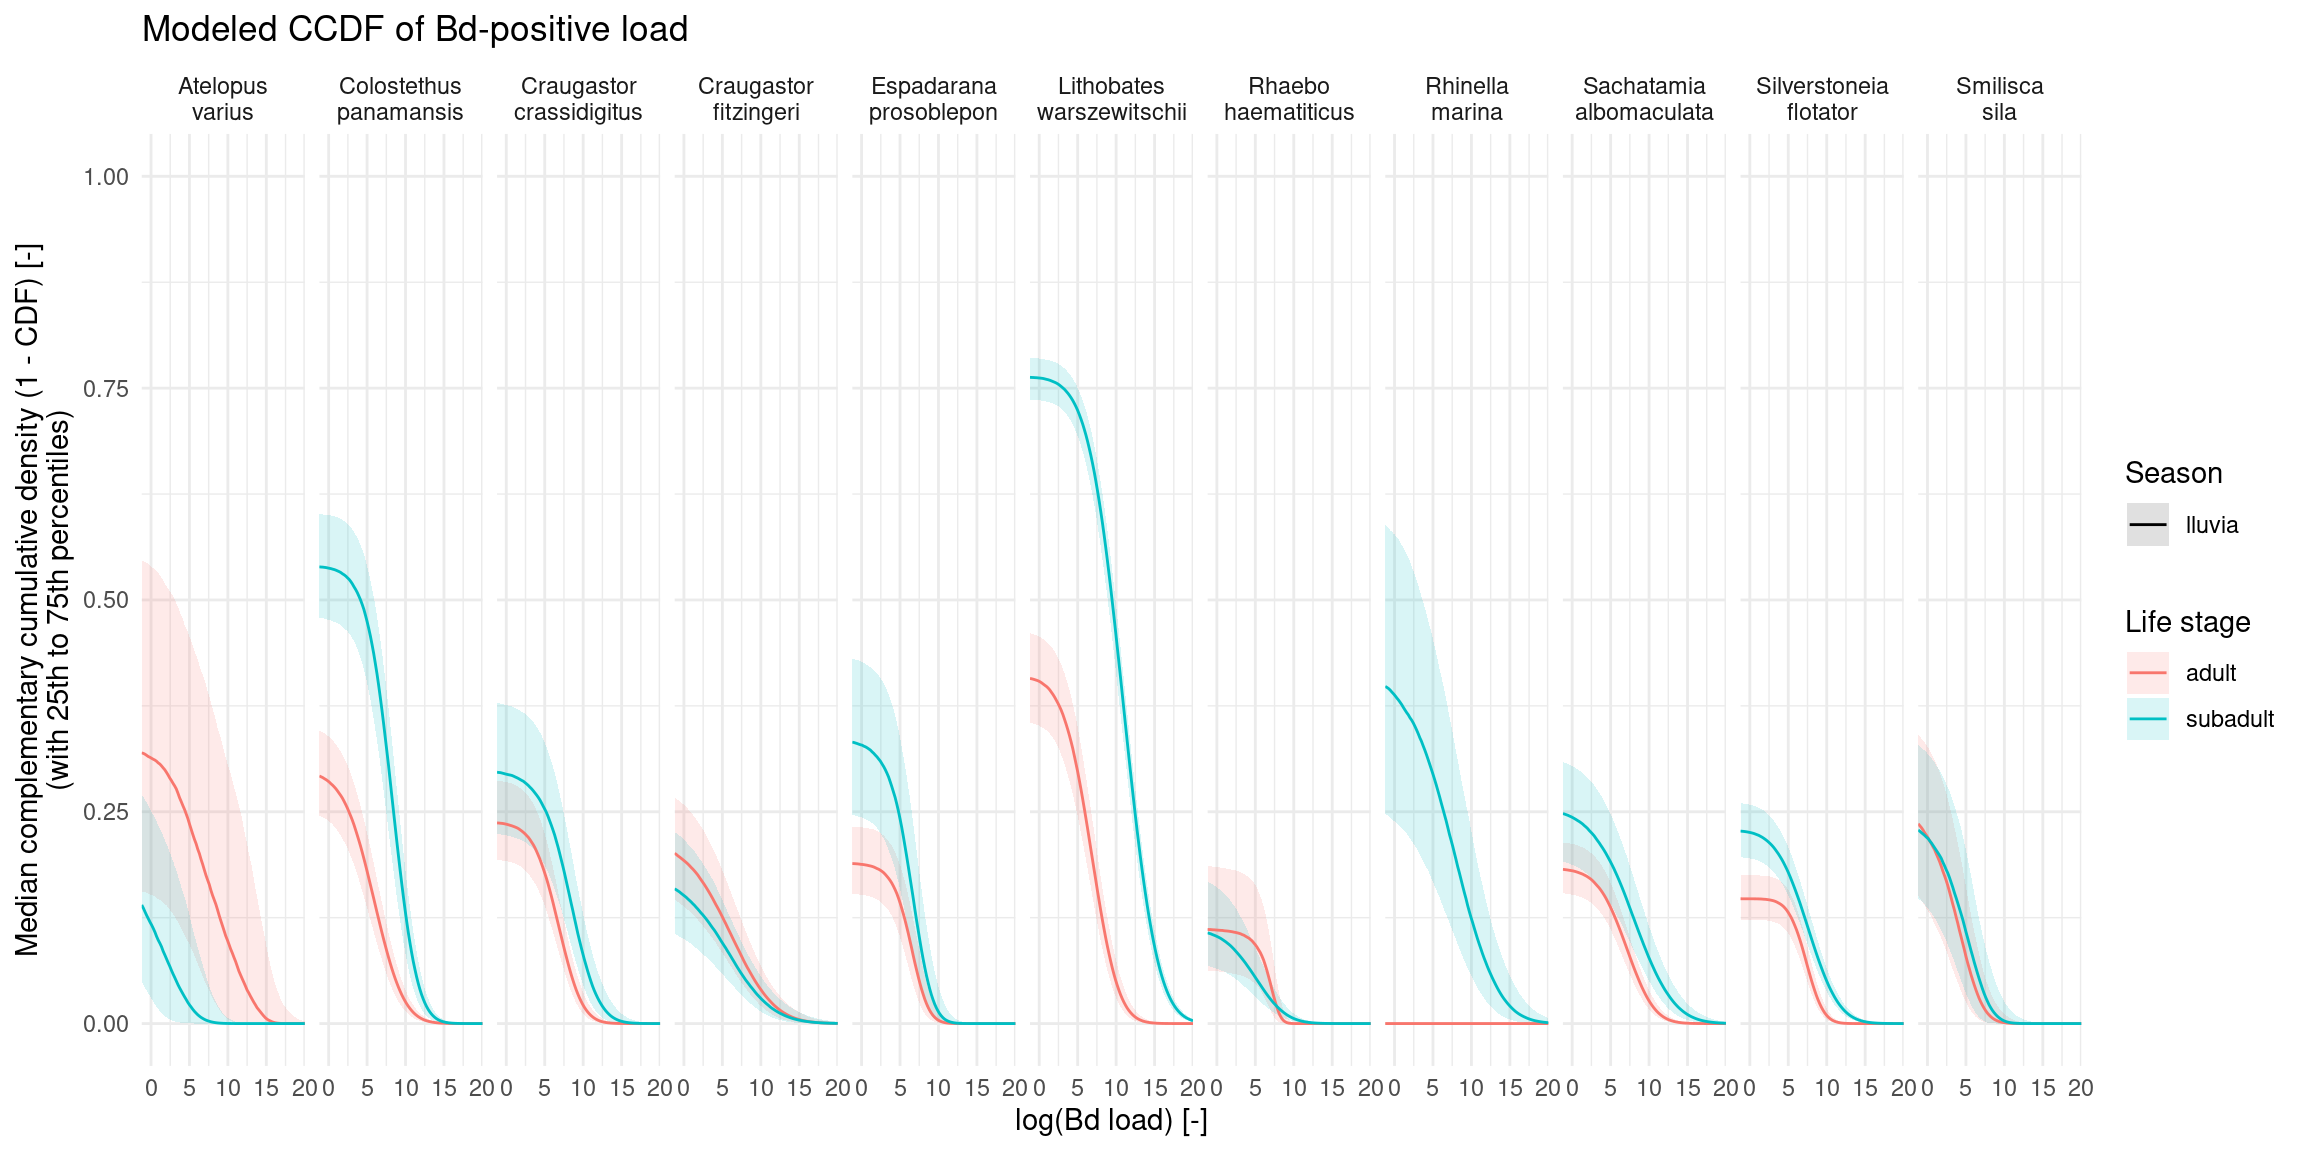 Modeled CCDF of Bd-positive load
Atelopus
varius
Colostethus
panamansis
Craugastor
crassidigitus
Craugastor
fitzingeri
Espadarana
prosoblepon
Lithobates
warszewitschii
Rhaebo
haematiticus
Rhinella
marina
Sachatamia
albomaculata
Silverstoneia
flotator
Smilisca
sila
Median complementary cumulative density (1 - CDF) [-]
(with 25th to 75th percentiles)
1.00
0.75
0.50
0.25
0.00
0 5 10 15 20
0 5 10 15 20
0 5 10 15 20
0 5 10 15 20
0 5 10 15 20
0 5 10 15 20
0 5 10 15 20
0 5 10 15 20
0 5 10 15 20
0 5 10 15 20
0 5 10 15 20
log(Bd load) [-]
Season
lluvia
Life stage
adult
subadult